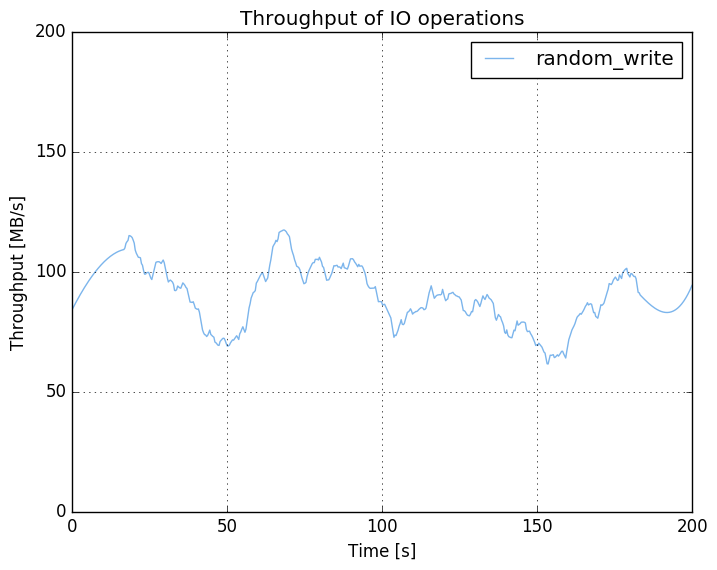 Throughput of IO operations
random_write
200
150
100
50
0
Throughput [MB/s]
0 50 100 150 200
Time [s]